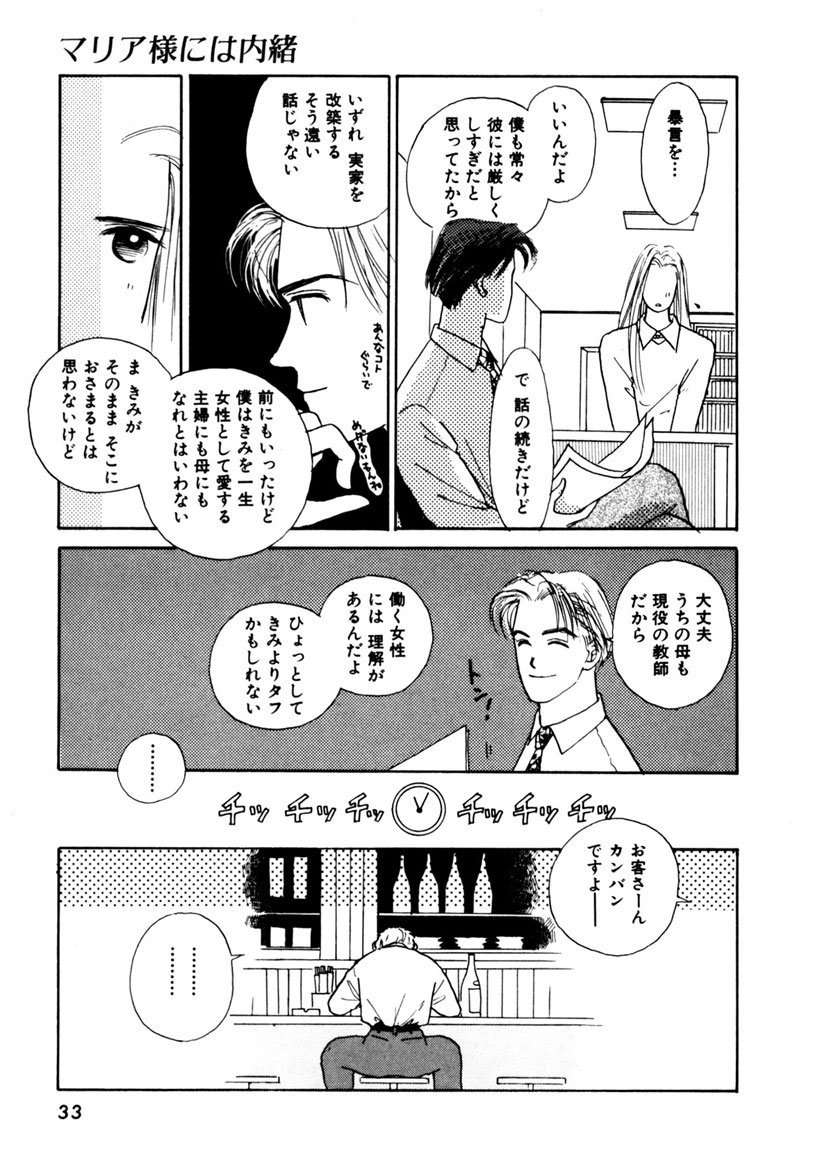 マリア様には内緒
暴言を…
いいんだよ
僕も常々
彼には厳しく
しすぎだと
思ってたから
で 話の続きだけど
いずれ 実家を
改築する
そう遠い
話じゃない
あんなコト
ぐらいで
めげないもんね
前にもいったけど
僕はきみを一生
女性として愛する
主婦にも母にも
なれとはいわない
ま きみが
そのまま そこに
おさまるとは
思わないけど
大丈夫
うちの母も
現役の教師
だから
トン!
働く女性
には 理解が
あるんだよ
ひょっとして
きみよりタフ
かもしれない
………
チッ チッ チッ チッ チッ チッ
お客さーん
カンバン
ですよ――
……
……
33